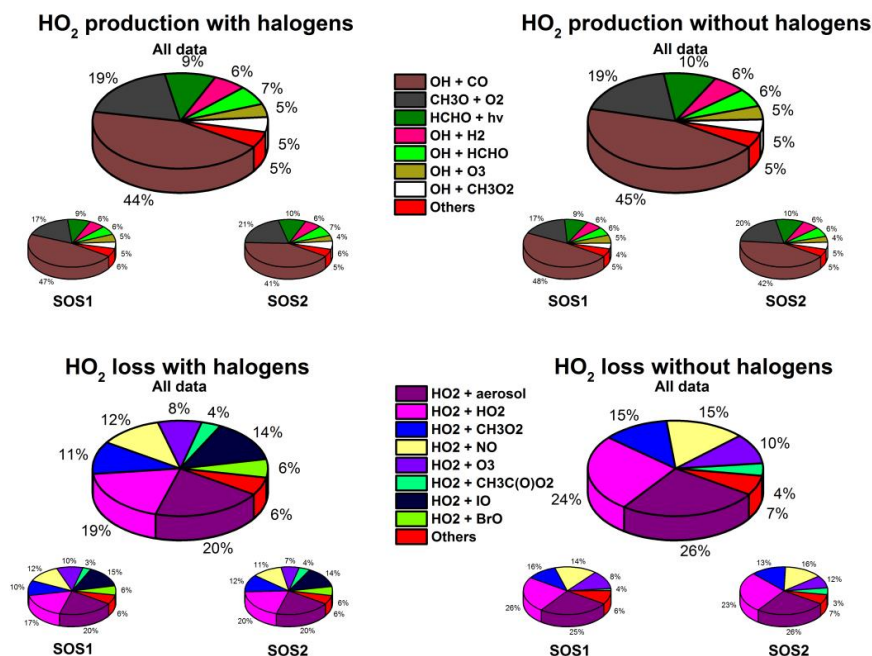 HO₂ production with halogens
All data
9%
6%
19%
7%
5%
5%
5%
44%
17%
9%
6%
6%
5%
5%
6%
47%
SOS1
21%
10%
6%
7%
4%
6%
5%
41%
SOS2
OH + CO
CH3O + O2
HCHO + hv
OH + H2
OH + HCHO
OH + O3
OH + CH3O2
Others
HO₂ production without halogens
All data
10%
6%
19%
6%
5%
5%
5%
45%
17%
9%
6%
6%
5%
4%
5%
48%
SOS1
20%
10%
6%
6%
4%
5%
5%
42%
SOS2
HO₂ loss with halogens
All data
8%
4%
12%
14%
11%
6%
6%
19%
20%
10%
3%
12%
15%
10%
6%
6%
17%
20%
SOS1
7%
4%
11%
14%
12%
6%
6%
20%
20%
SOS2
HO2 + aerosol
HO2 + HO2
HO2 + CH3O2
HO2 + NO
HO2 + O3
HO2 + CH3C(O)O2
HO2 + IO
HO2 + BrO
Others
HO₂ loss without halogens
All data
15%
15%
10%
4%
24%
7%
26%
14%
16%
8%
4%
6%
26%
25%
SOS1
13%
16%
12%
3%
23%
7%
26%
SOS2